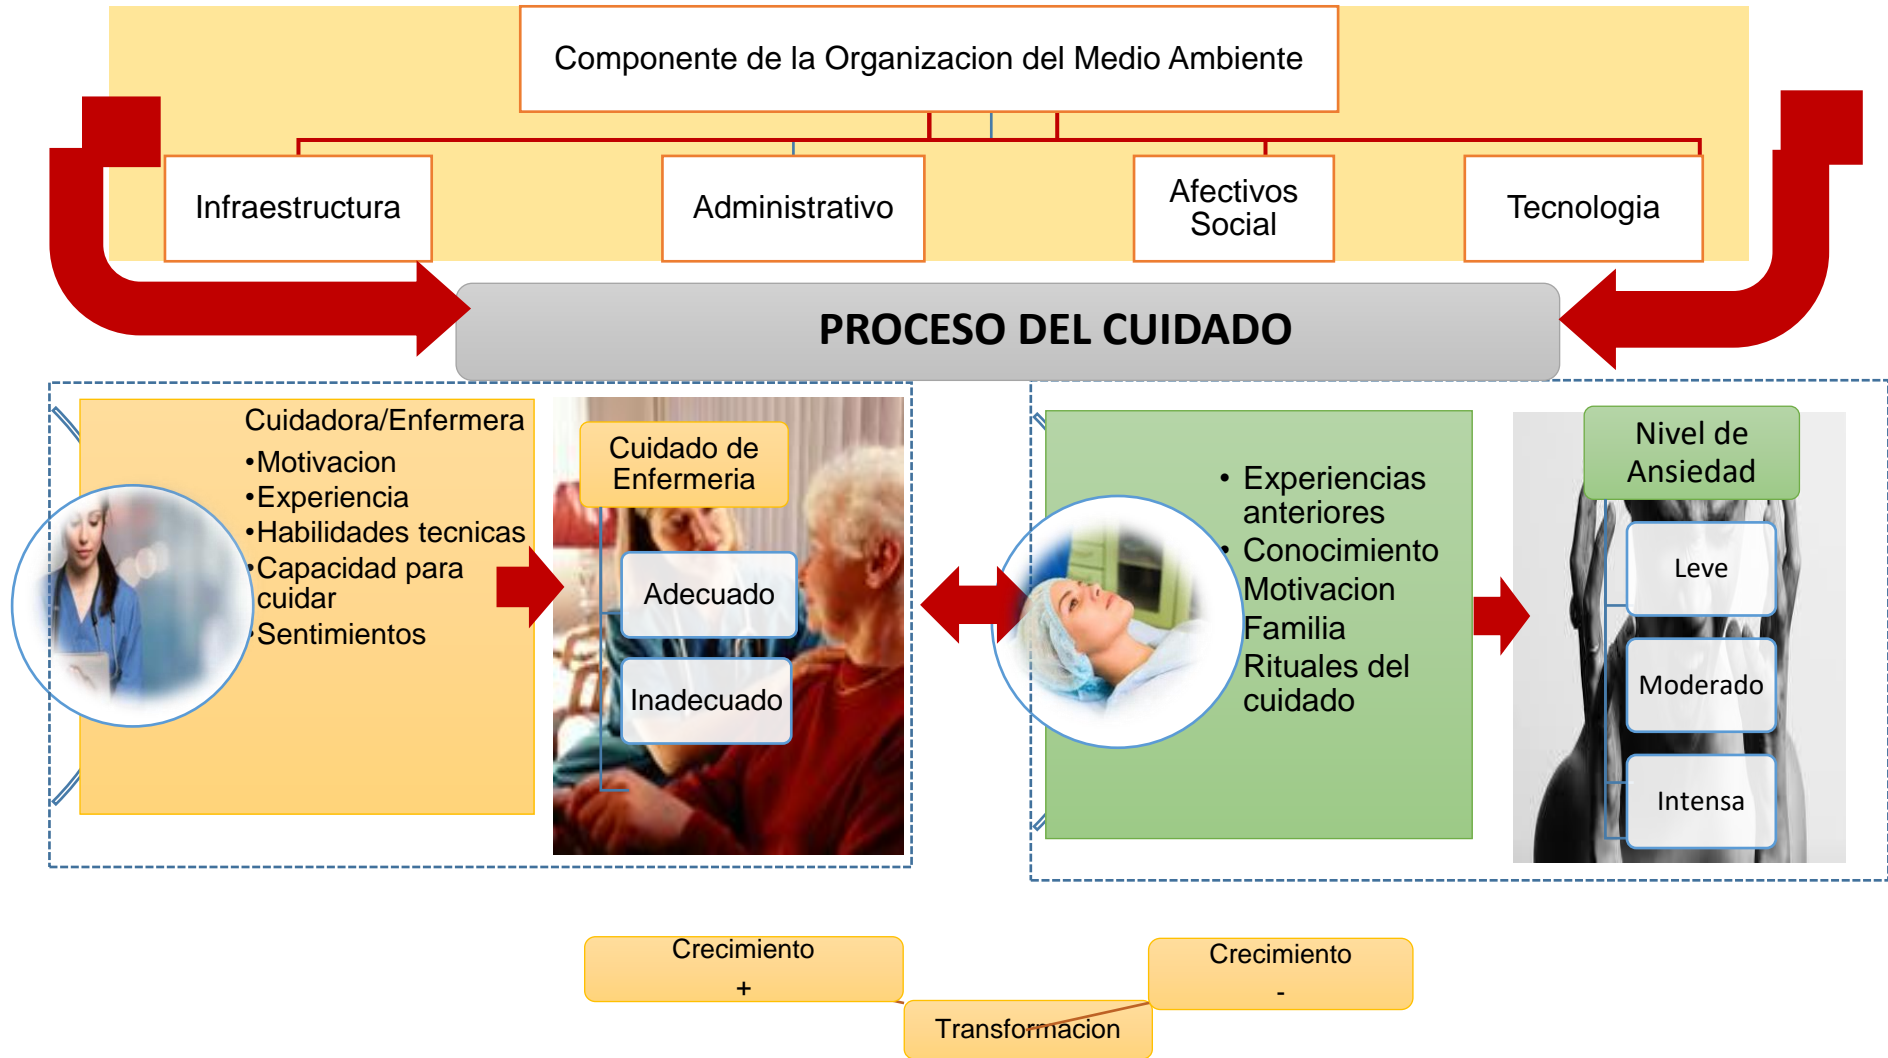 Componente de la Organizacion del Medio Ambiente
Infraestructura
Administrativo
Afectivos
Social
Tecnologia
PROCESO DEL CUIDADO
Cuidadora/Enfermera
•Motivacion
•Experiencia
•Habilidades tecnicas
•Capacidad para
cuidar
•Sentimientos
Cuidado de
Enfermeria
Adecuado
Inadecuado
• Experiencias
anteriores
• Conocimiento
Motivacion
Familia
Rituales del
cuidado
Nivel de
Ansiedad
Leve
Moderado
Intensa
Crecimiento
+
Crecimiento
-
Transformacion